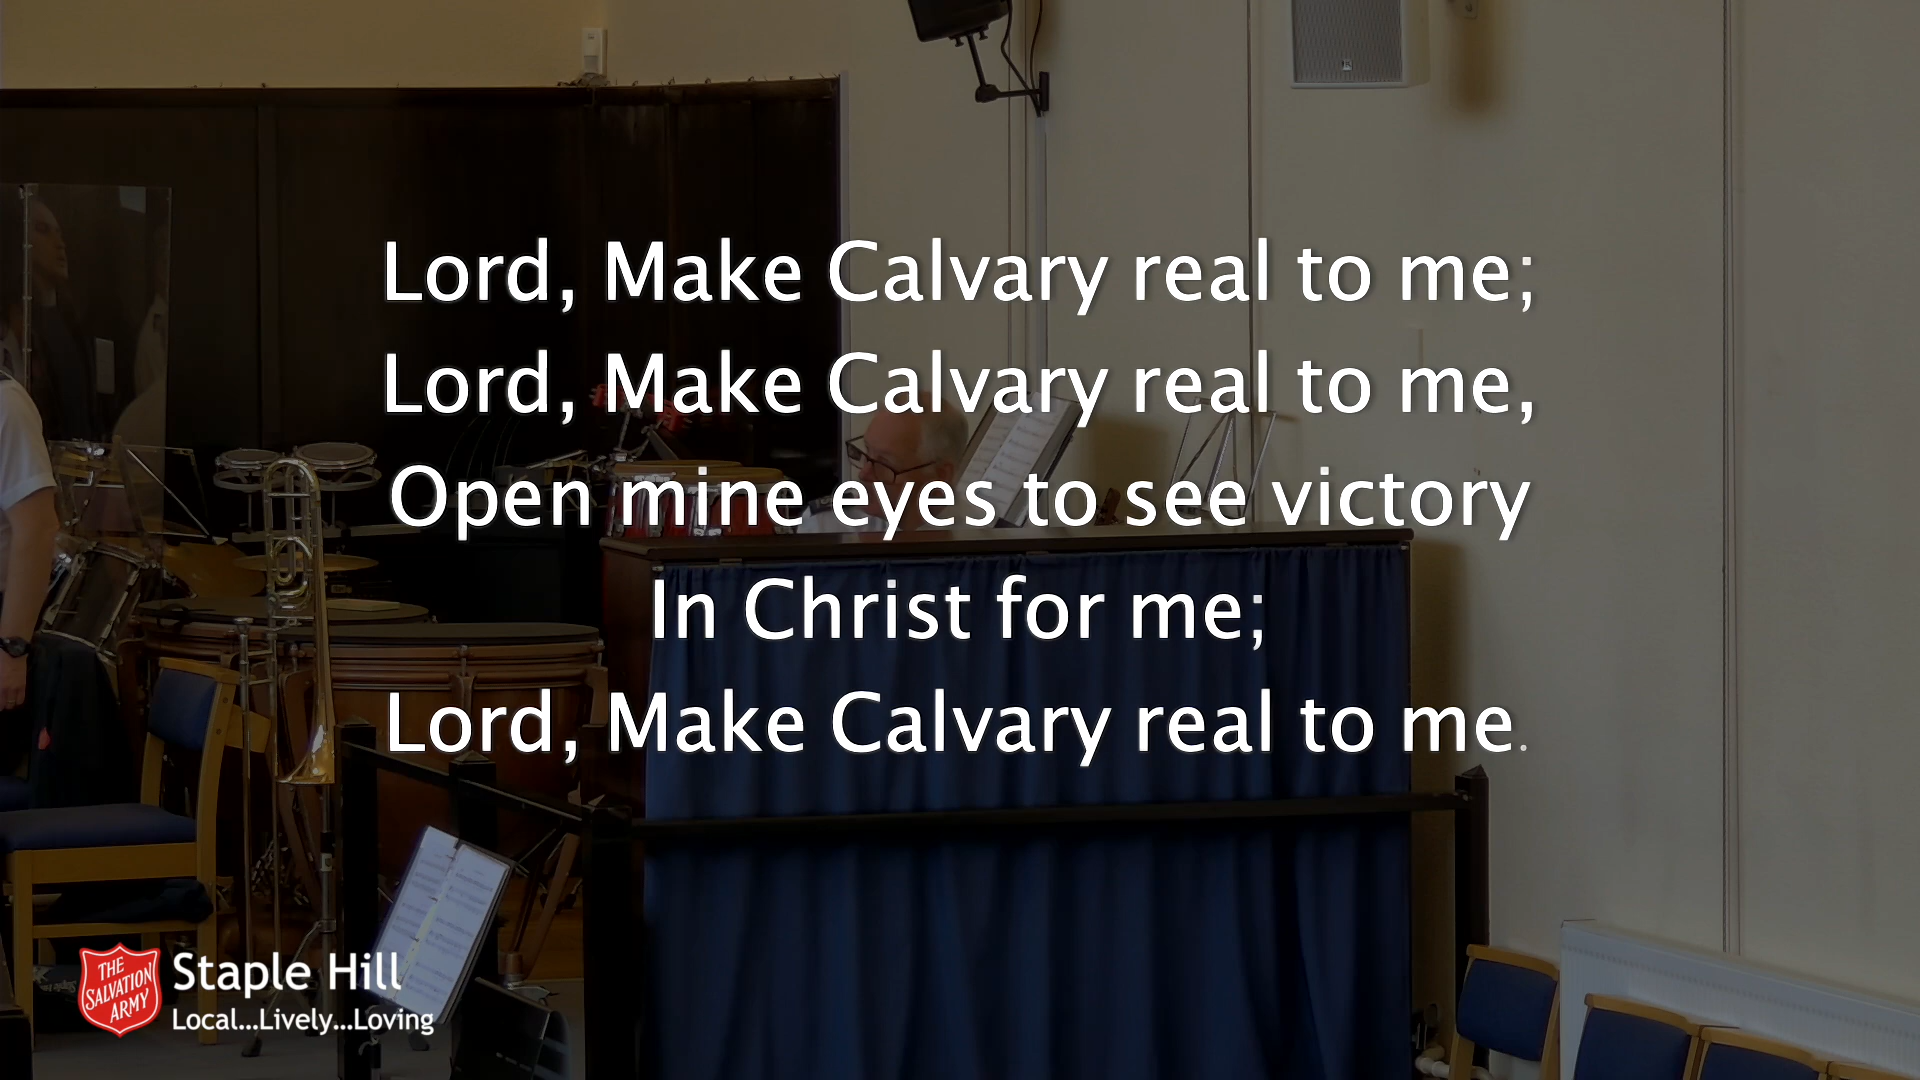 Lord, Make Calvary real to me;
Lord, Make Calvary real to me,
Open mine eyes to see victory
In Christ for me;
Lord, Make Calvary real to me.
THE
SALVATION
ARMY
Staple Hill
Local...Lively...Loving